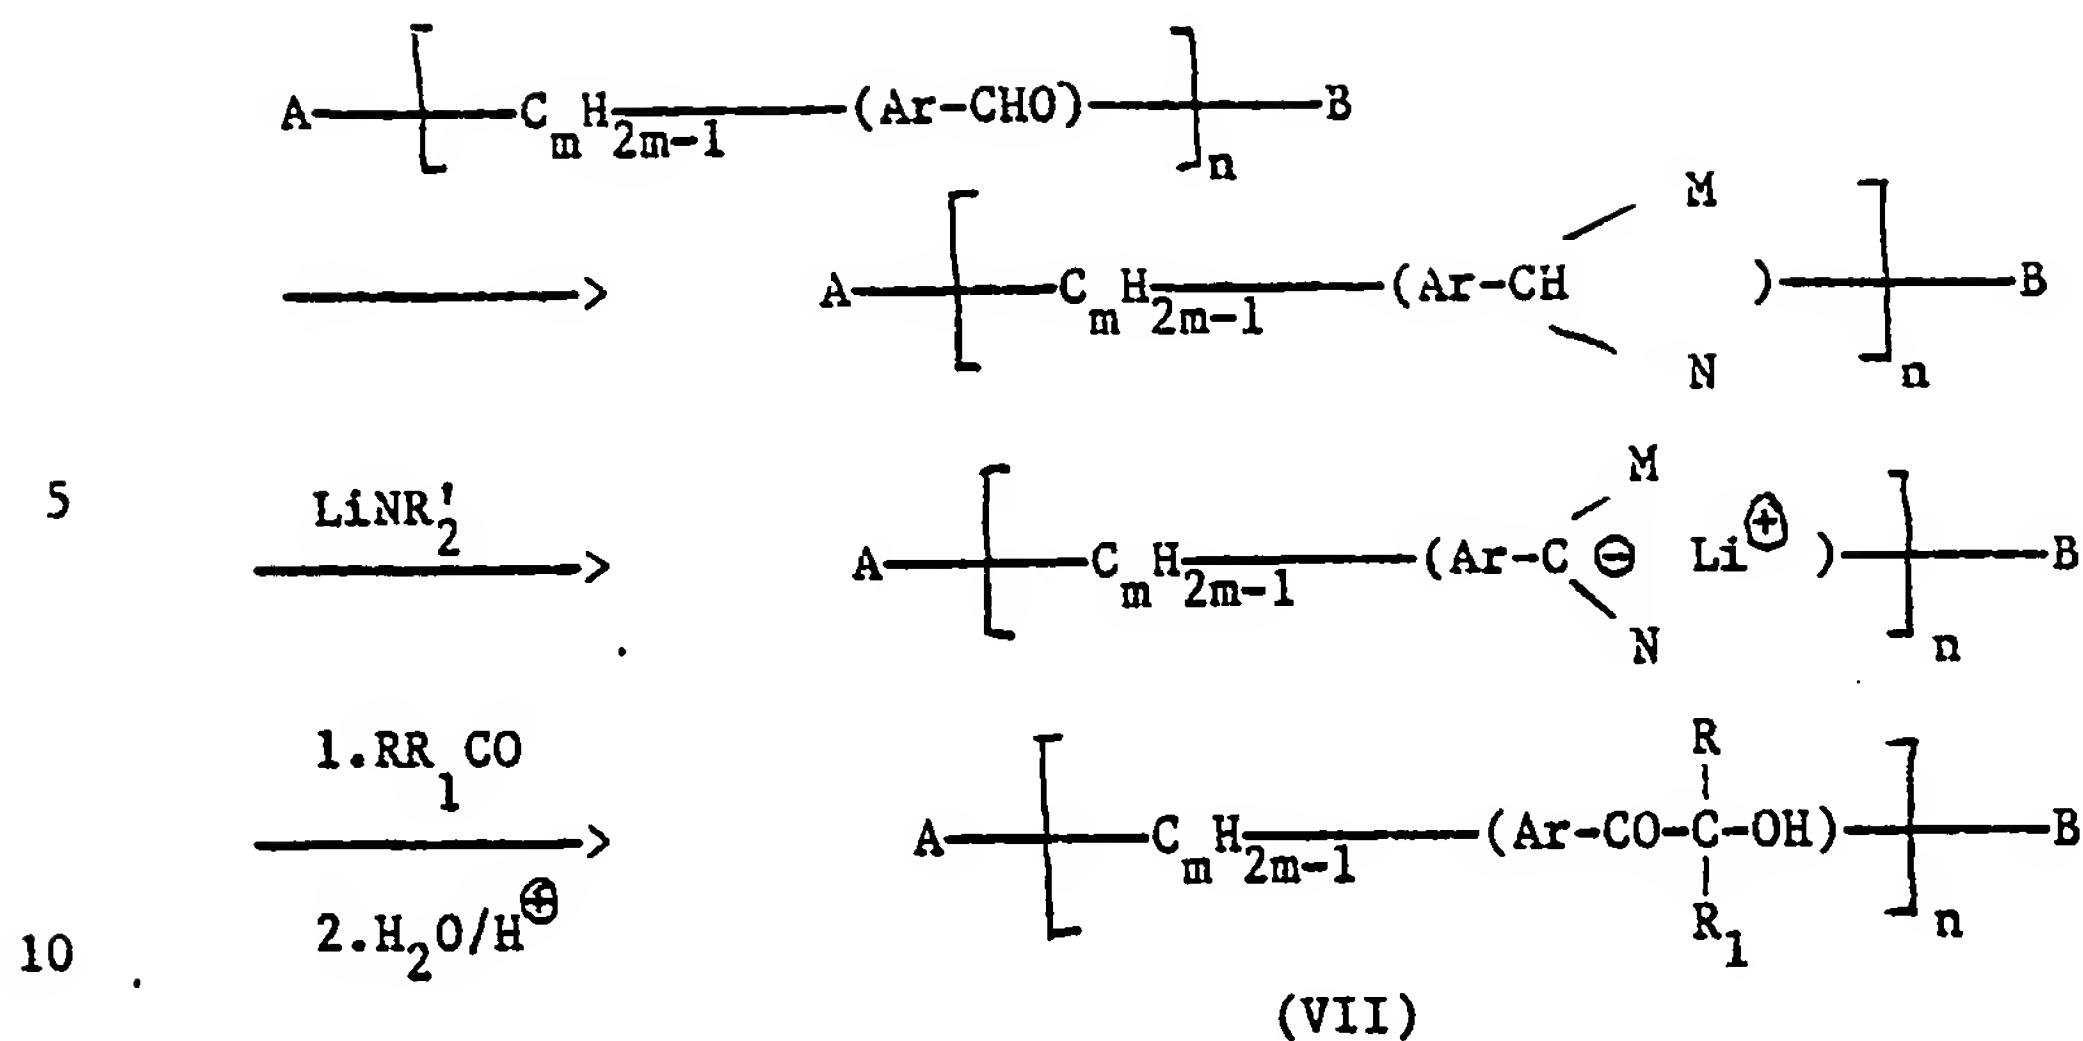 A [ CmH2m-1 (Ar-CHO) ]n B
M
A [ CmH2m-1 (Ar-CH ) ]n B
N
M
5 LiNR'2 A [ CmH2m-1 (Ar-C ⊖ Li⊕ ) ]n B
N
1.RR1CO R
A [ CmH2m-1 (Ar-CO-C-OH) ]n B
10 2.H2O/H⊕ R1
(VII)